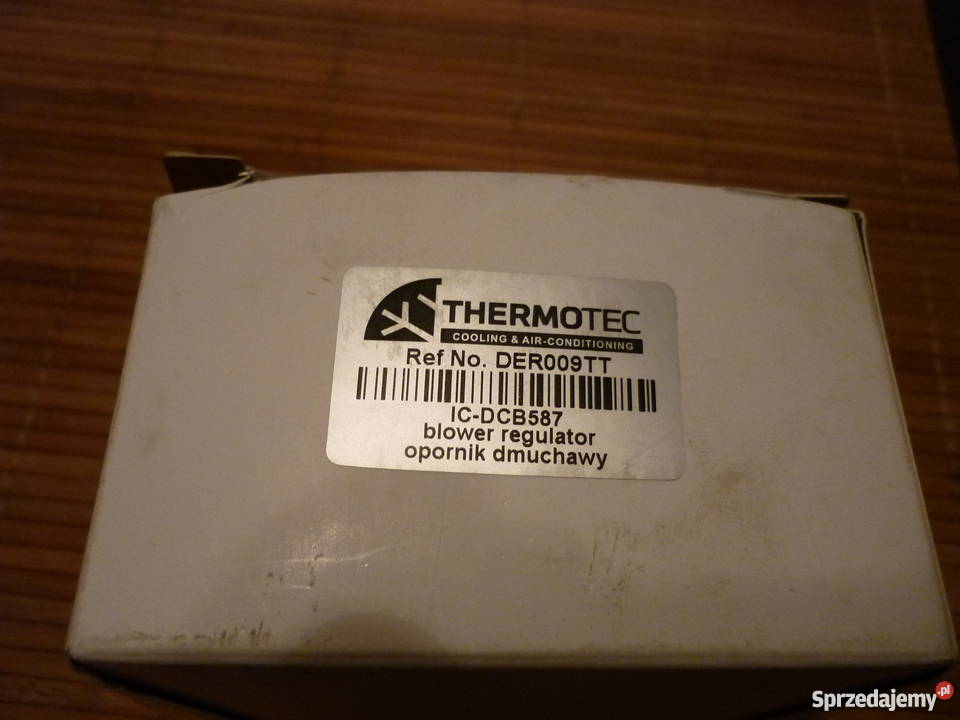 THERMOTEC
COOLING & AIR-CONDITIONING
Ref No. DER009TT
IC-DCB587
blower regulator
opornik dmuchawy
Sprzedajemy.pl